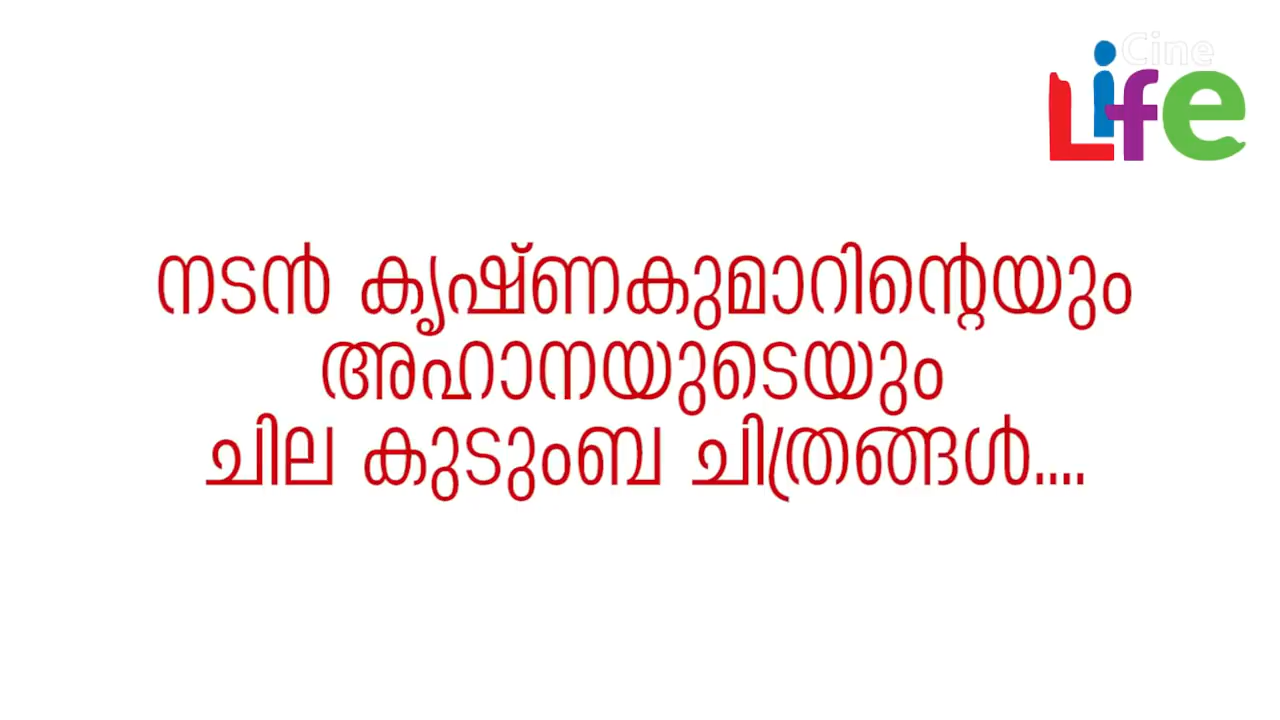 Cine
Life
നടൻ കൃഷ്ണകുമാറിന്റെയും
അഹാനയുടെയും
ചില കുടുംബ ചിത്രങ്ങൾ....